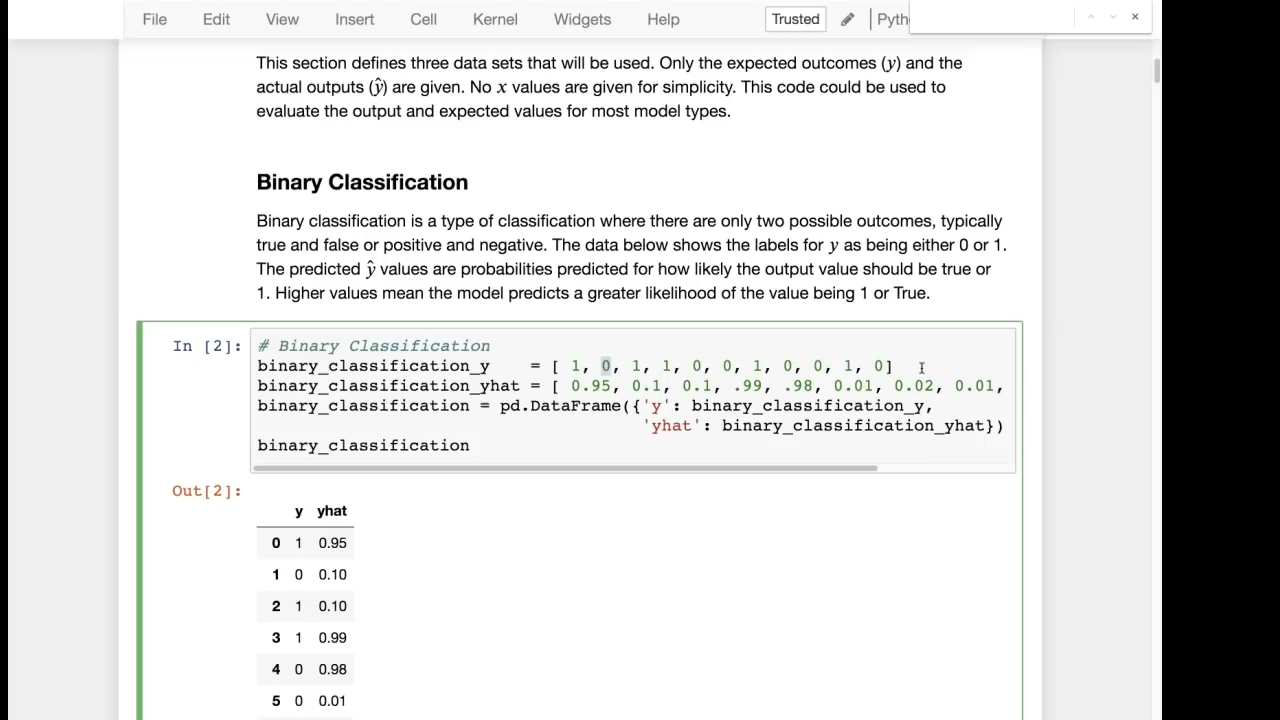 File Edit View Insert Cell Kernel Widgets Help Trusted
This section defines three data sets that will be used. Only the expected outcomes (y) and the
actual outputs (ŷ) are given. No x values are given for simplicity. This code could be used to
evaluate the output and expected values for most model types.
Binary Classification
Binary classification is a type of classification where there are only two possible outcomes, typically
true and false or positive and negative. The data below shows the labels for y as being either 0 or 1.
The predicted ŷ values are probabilities predicted for how likely the output value should be true or
1. Higher values mean the model predicts a greater likelihood of the value being 1 or True.
In [2]: # Binary Classification
binary_classification_y    = [ 1, 0, 1, 1, 0, 0, 1, 0, 0, 1, 0]
binary_classification_yhat = [ 0.95, 0.1, 0.1, .99, .98, 0.01, 0.02, 0.01,
binary_classification = pd.DataFrame({'y': binary_classification_y,
'yhat': binary_classification_yhat})
binary_classification
Out[2]:
y yhat
0 1 0.95
1 0 0.10
2 1 0.10
3 1 0.99
4 0 0.98
5 0 0.01